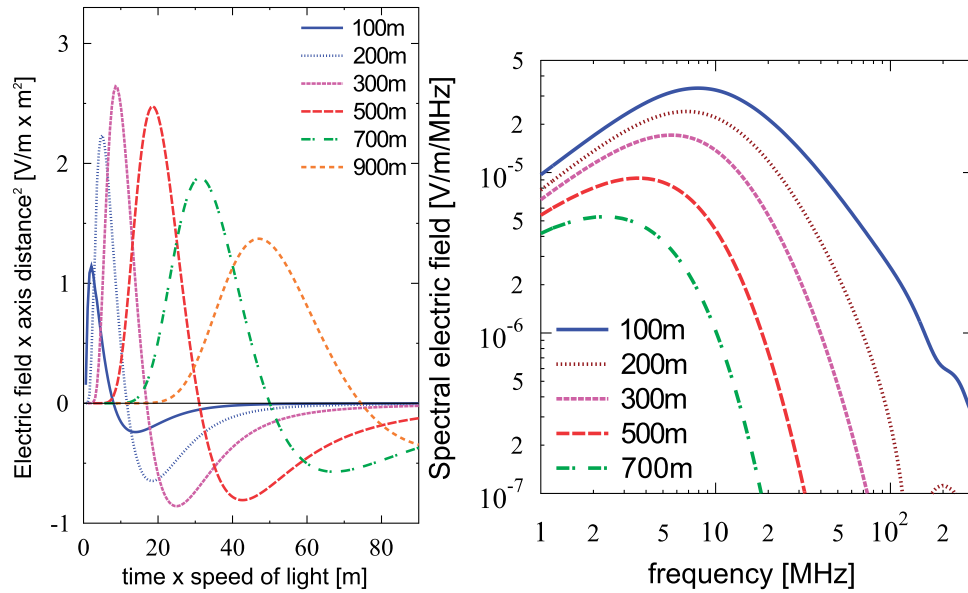 Electric field x axis distance² [V/m x m²]
3
2
1
0
-1
0 20 40 60 80
time x speed of light [m]
100m
200m
300m
500m
700m
900m
Spectral electric field [V/m/MHz]
5
2
10⁻⁵
5
2
10⁻⁶
5
2
10⁻⁷
1 2 5 10 20 10² 2
frequency [MHz]
100m
200m
300m
500m
700m